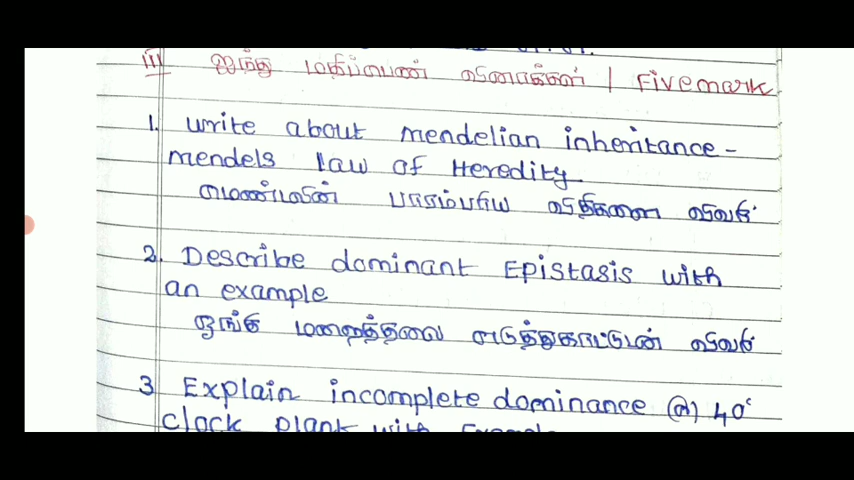 III ஐந்து மதிப்பெண் வினாக்கள் | Fivemark
1. Write about mendelian inheritance -
mendels law of Heredity.
மெண்டலின் பாரம்பரிய விதிகளை விவரி
2. Describe dominant Epistasis with
an example
ஓங்கு மறைத்தலை எடுத்துகாட்டுடன் விவரி
3 Explain incomplete dominance (or) 4o'
clock plant with Example